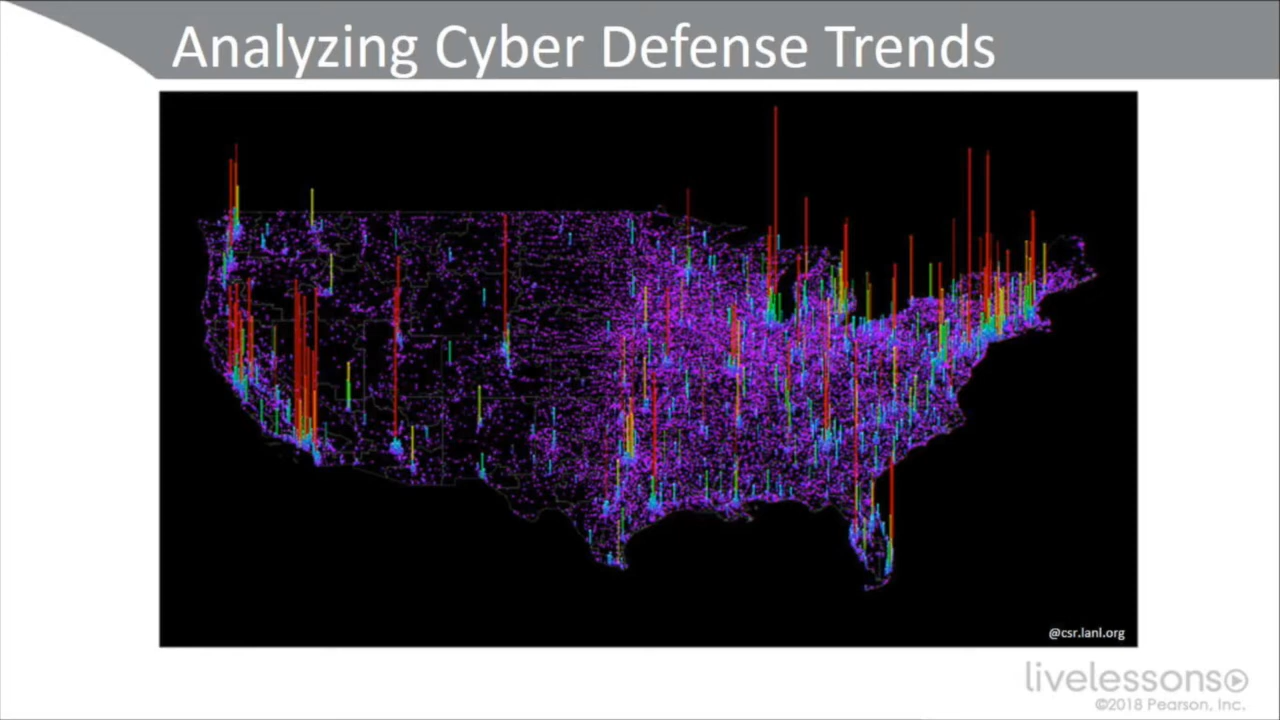 Analyzing Cyber Defense Trends
@csr.lanl.org
livelessons
©2018 Pearson, Inc.